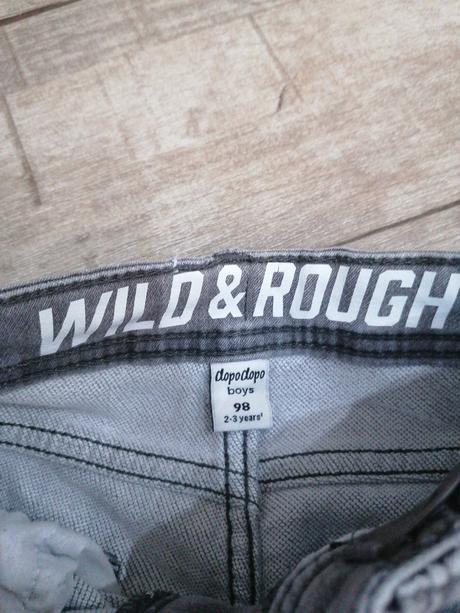 WILD & ROUGH
dopodopo
boys
98
2-3 years